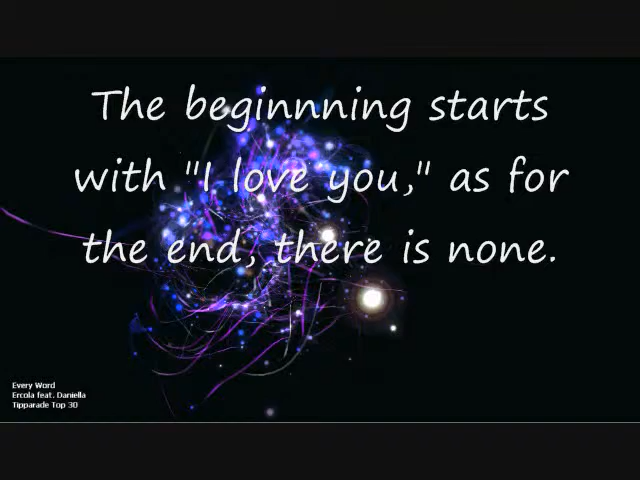 The beginnning starts
with "I love you," as for
the end, there is none.
Every Word
Ercola feat. Daniella
Tipparade Top 30